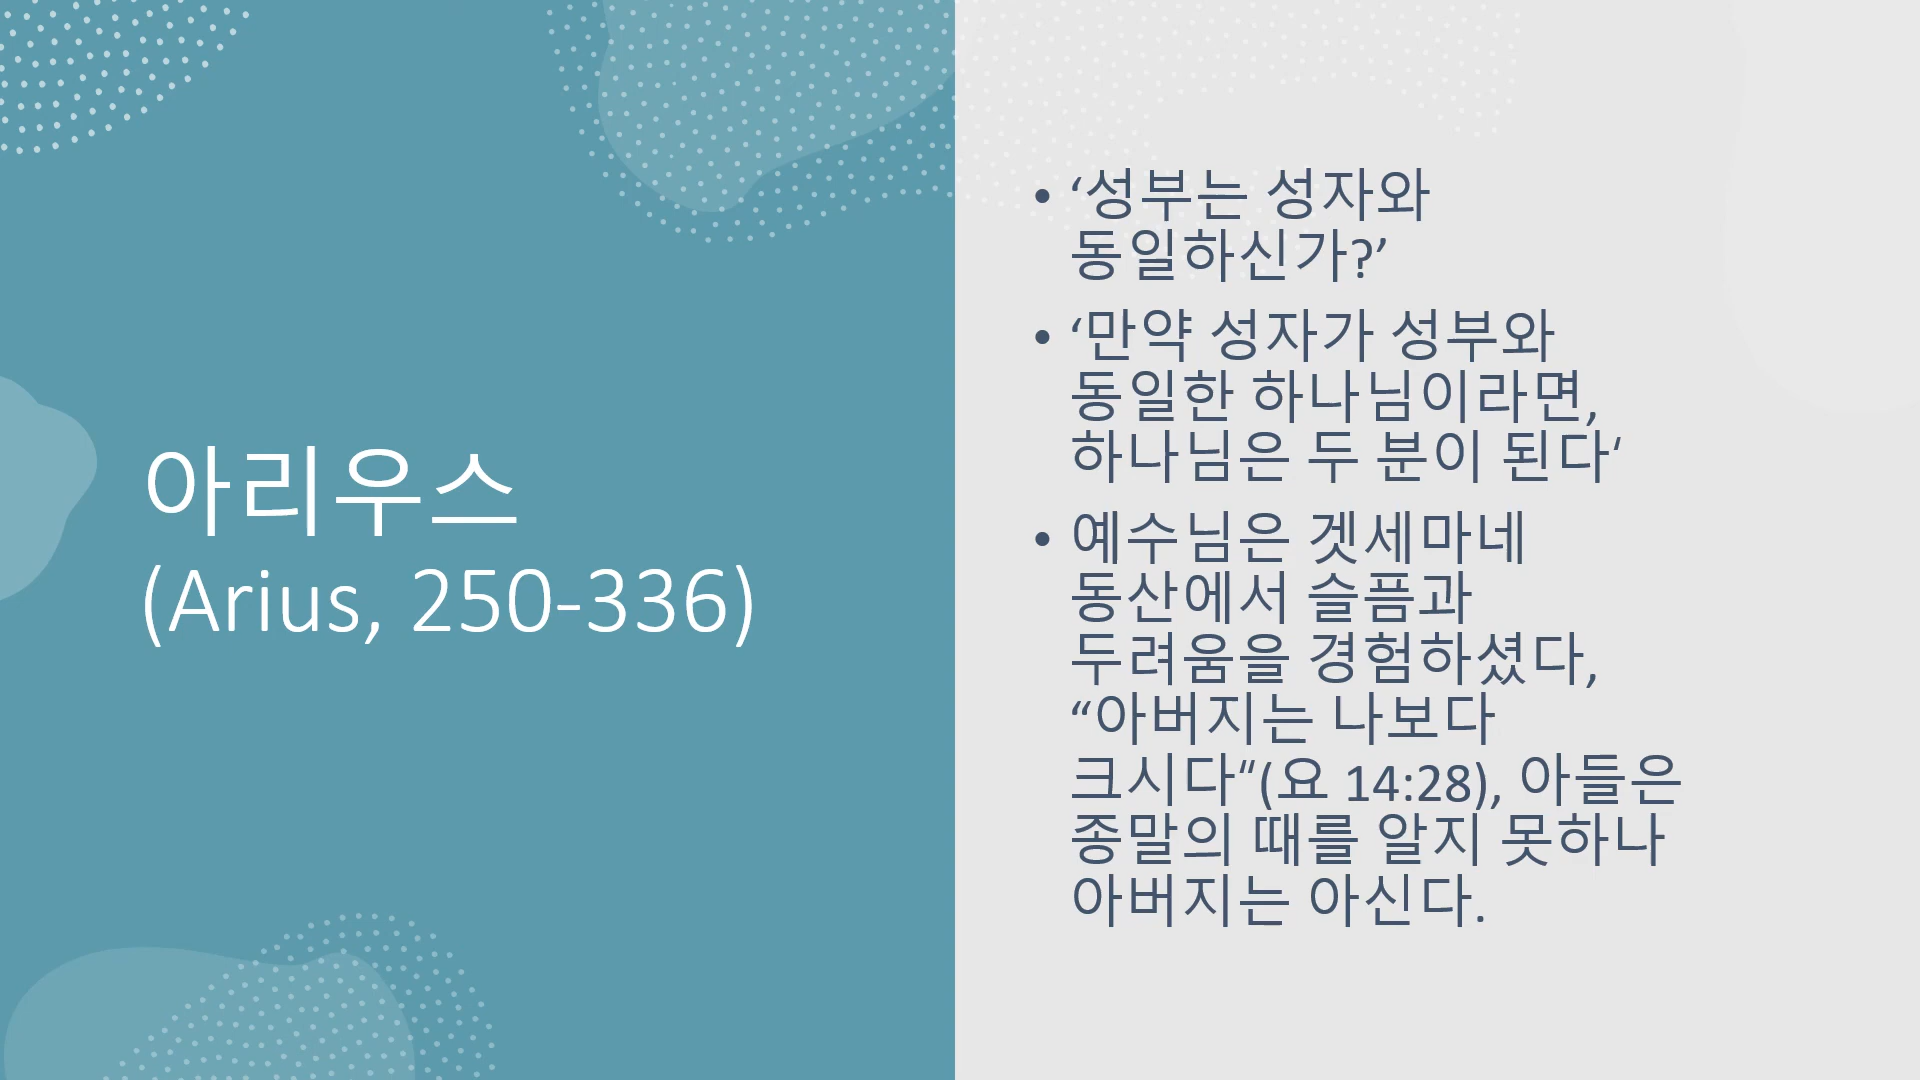 아리우스
(Arius, 250-336)
• ‘성부는 성자와
동일하신가?’
• ‘만약 성자가 성부와
동일한 하나님이라면,
하나님은 두 분이 된다‘
• 예수님은 겟세마네
동산에서 슬픔과
두려움을 경험하셨다,
“아버지는 나보다
크시다“(요 14:28), 아들은
종말의 때를 알지 못하나
아버지는 아신다.